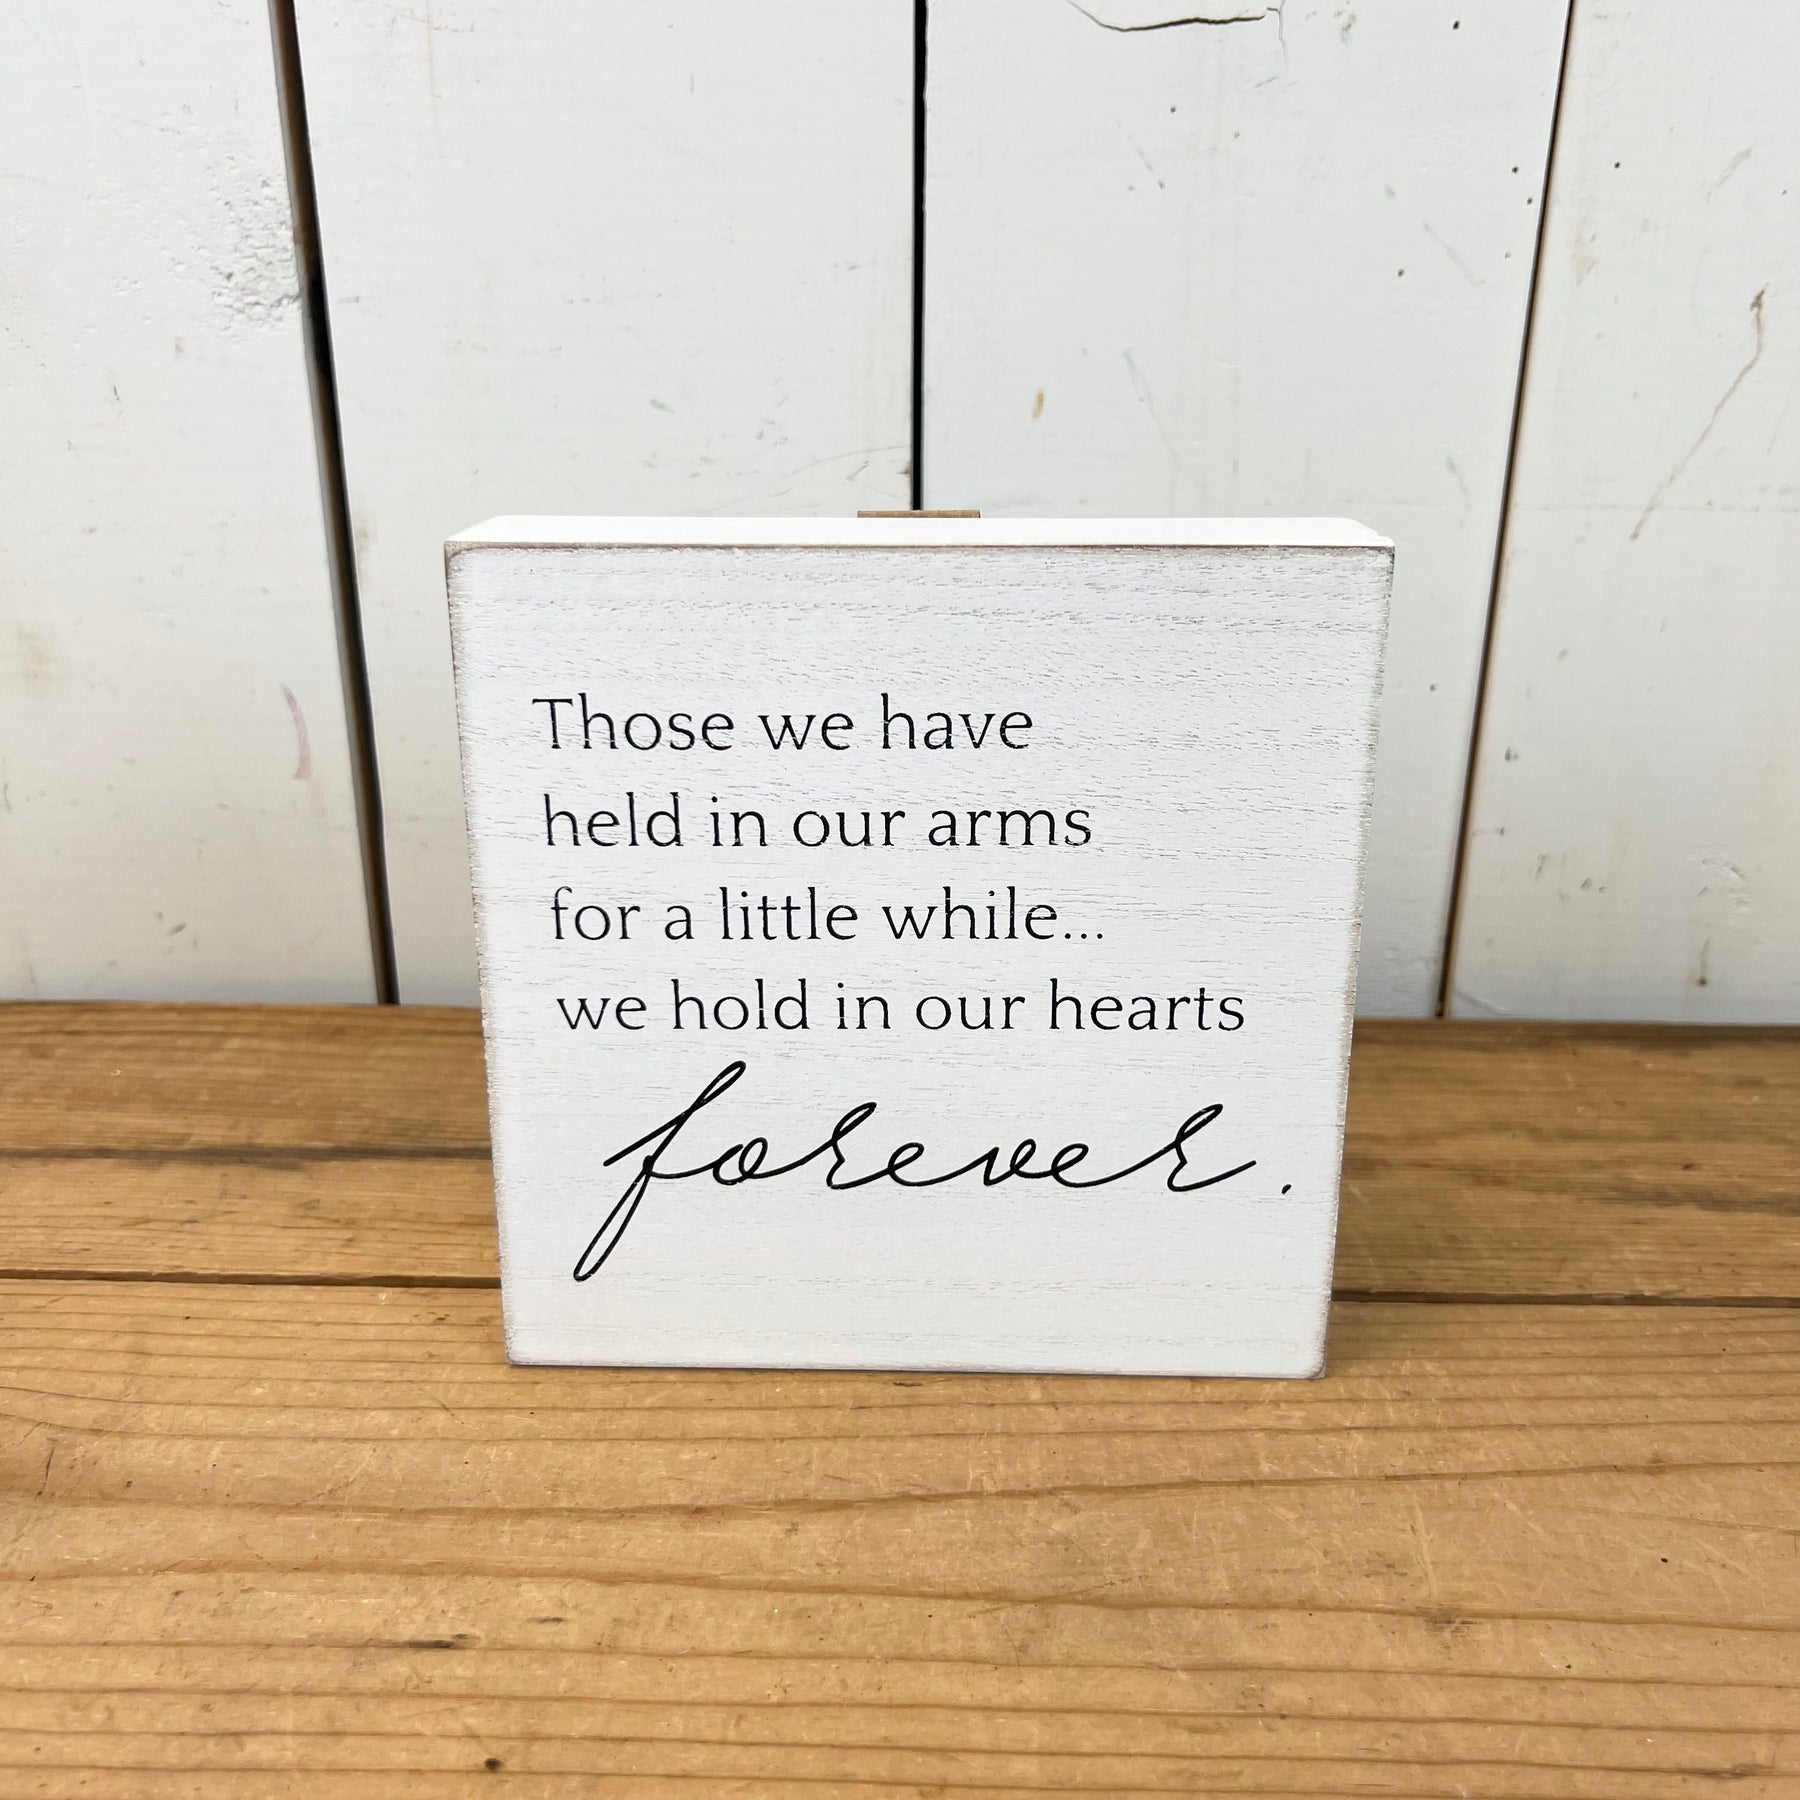 Those we have
held in our arms
for a little while...
we hold in our hearts
forever.